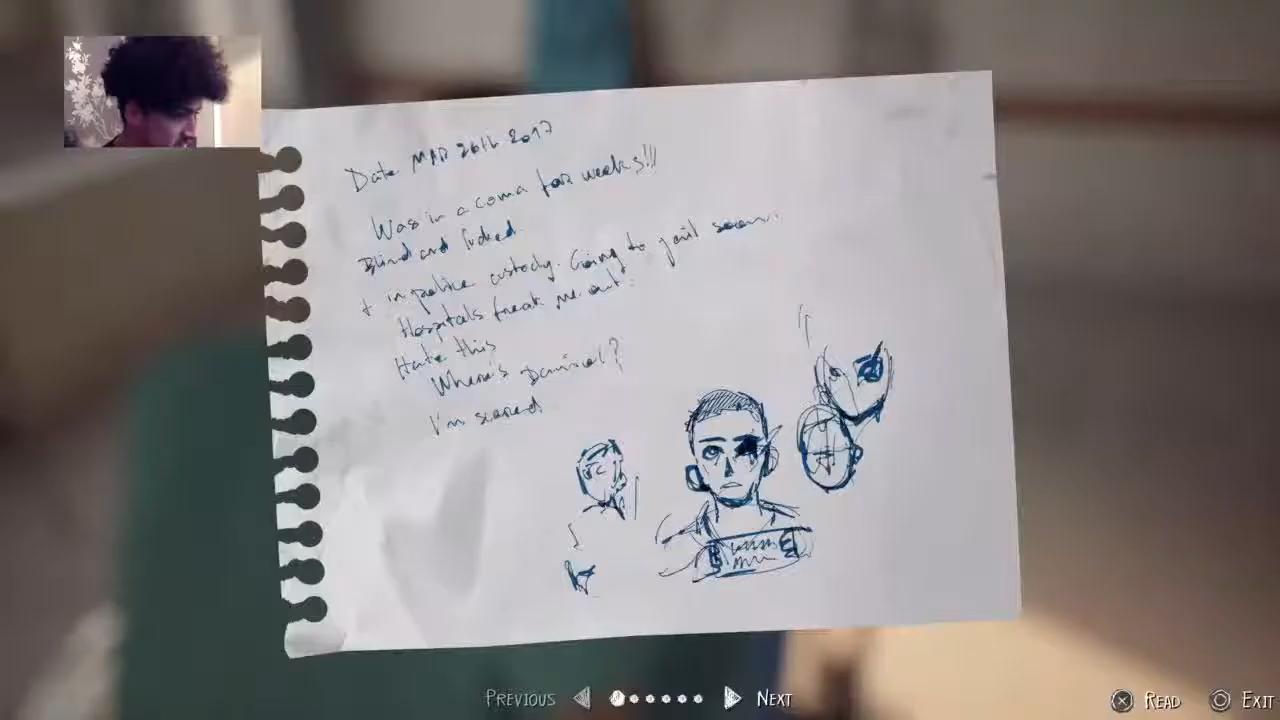 Date MAR 26th 2017
Was in a coma for weeks!!!
Blind and fucked
+ in police custody. Going to jail soon.
Hospitals freak me out.
Hate this
Where's Daniel?
I'm scared
PREVIOUS
NEXT
READ
EXIT